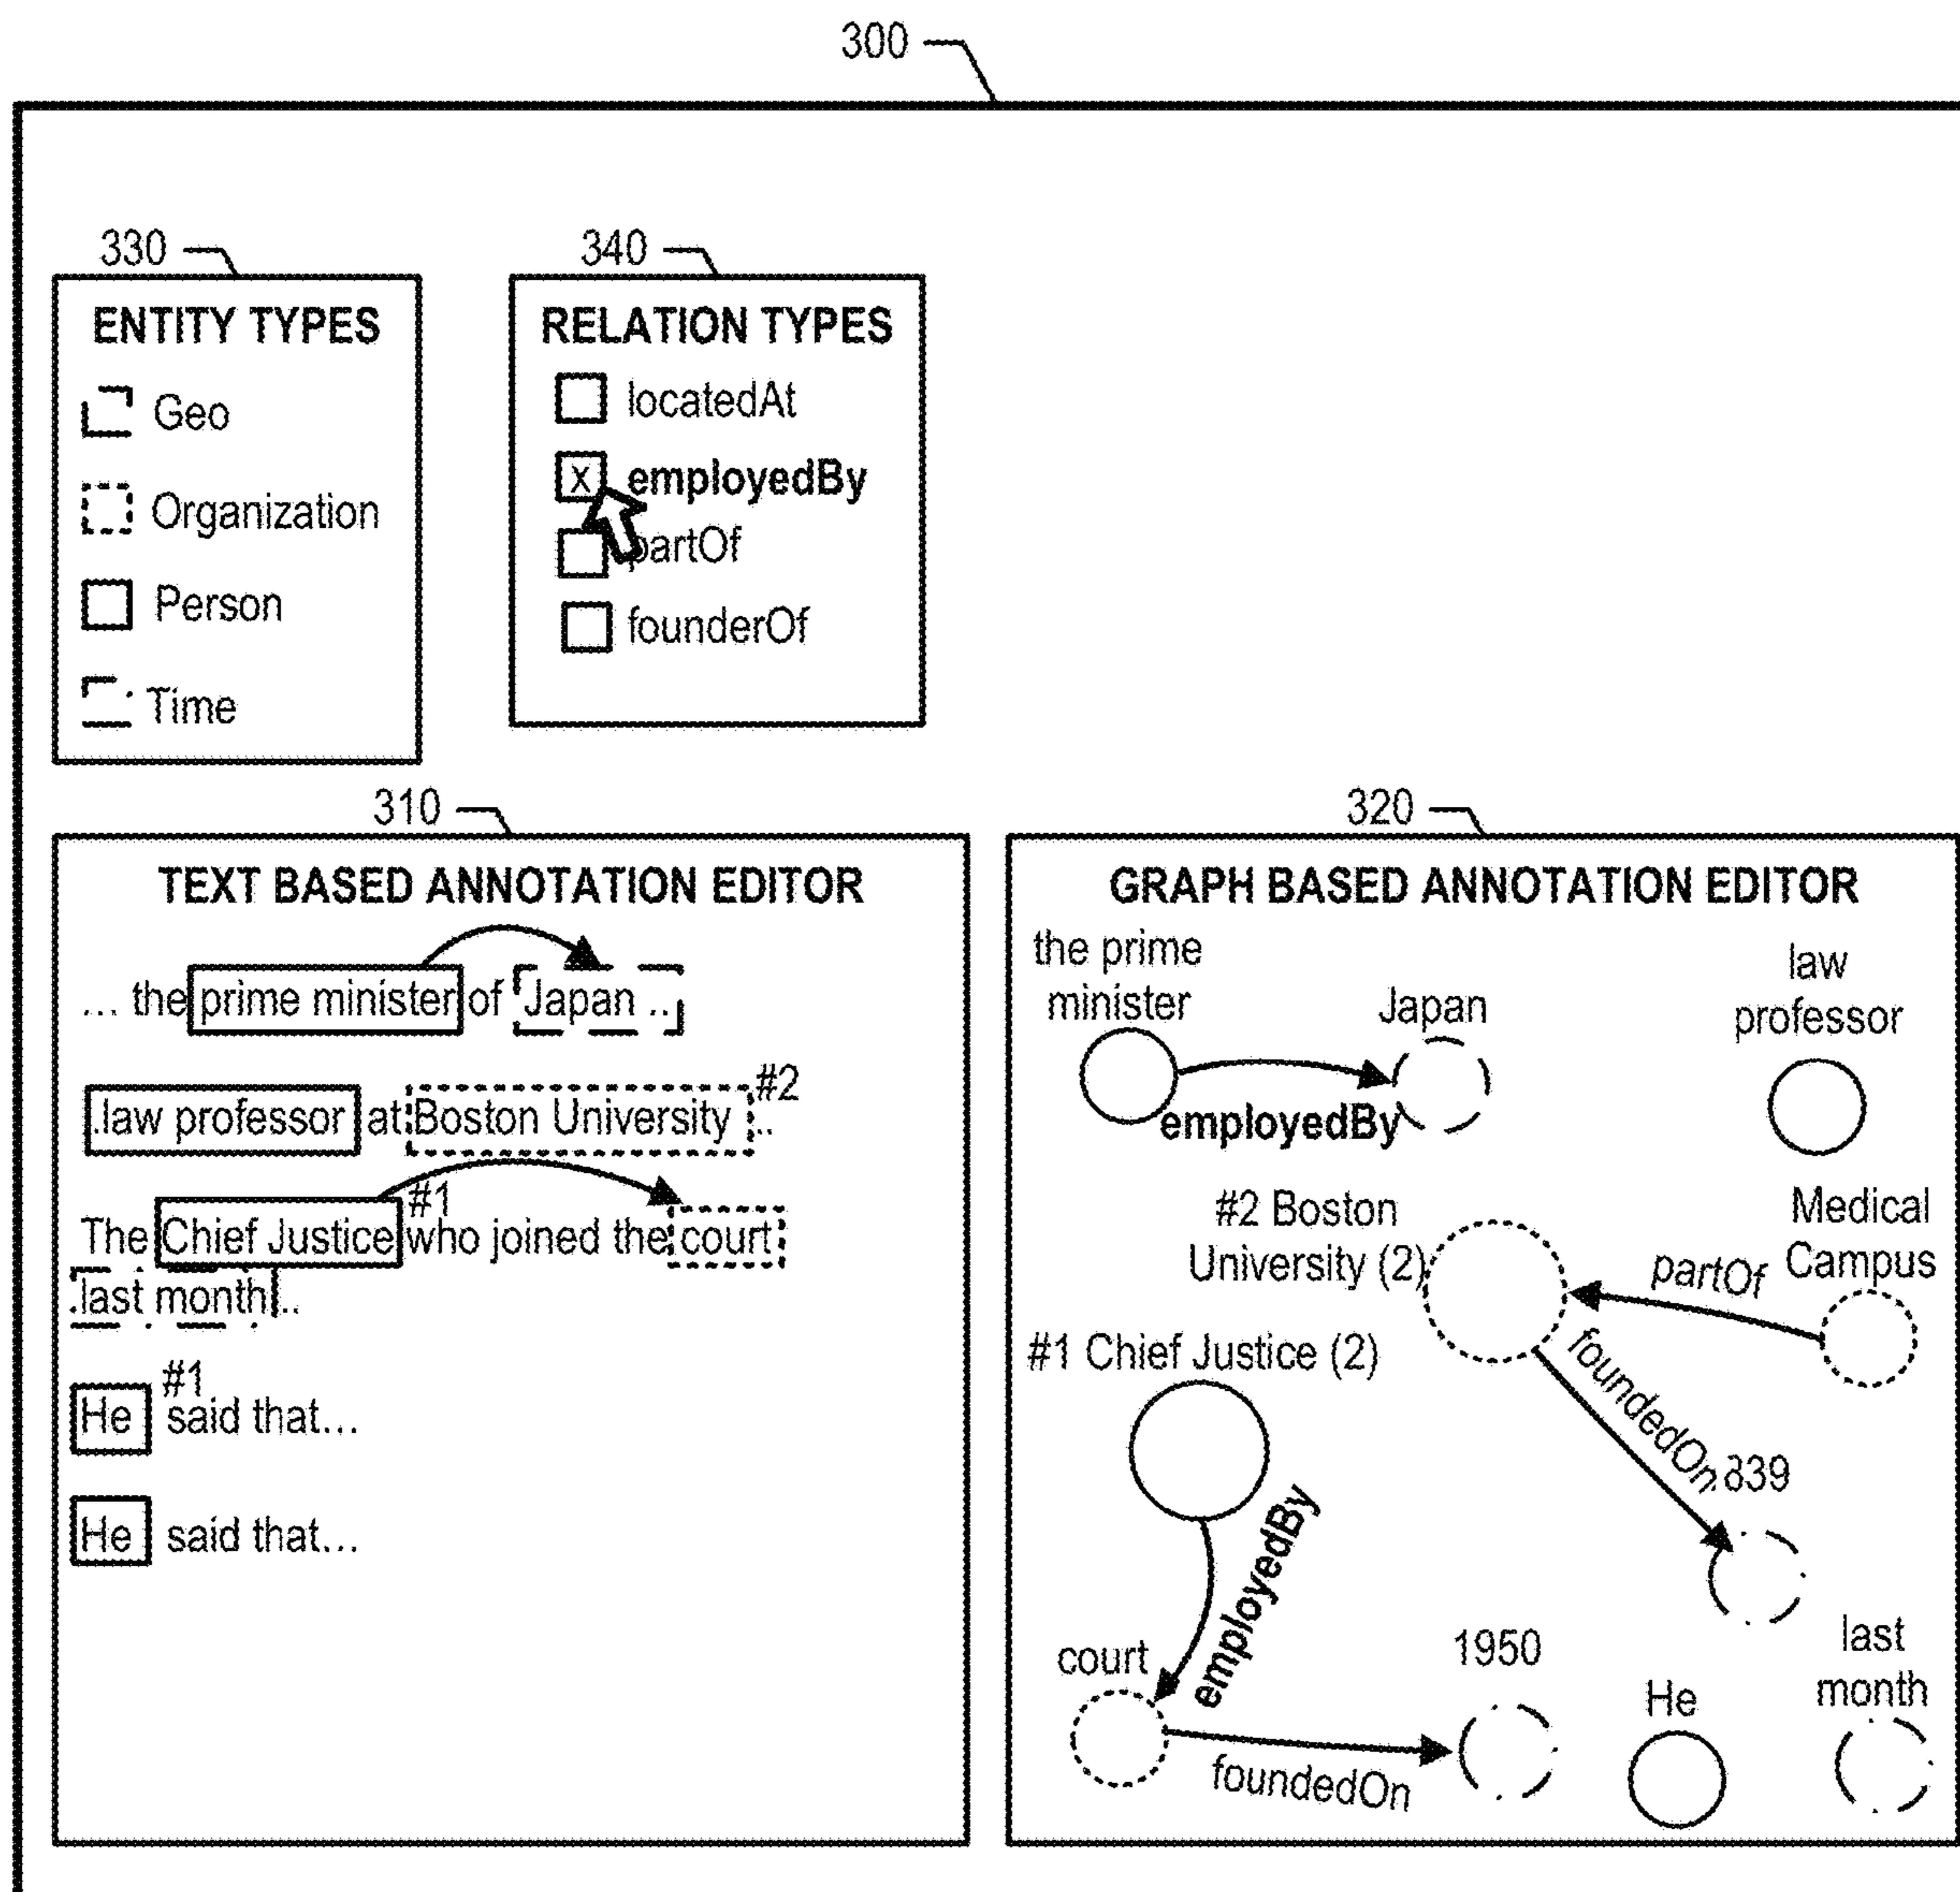 300
330
ENTITY TYPES
Geo
Organization
Person
Time
340
RELATION TYPES
locatedAt
X employedBy
partOf
founderOf
310
TEXT BASED ANNOTATION EDITOR
... the prime minister of Japan ..
.law professor at Boston University .. #2
The Chief Justice #1 who joined the court
.last month..
He #1 said that...
He said that...
320
GRAPH BASED ANNOTATION EDITOR
the prime
minister
Japan
law
professor
employedBy
#2 Boston
University (2)
Medical
Campus
partOf
#1 Chief Justice (2)
foundedOn
839
employedBy
court
1950
foundedOn
He
last
month